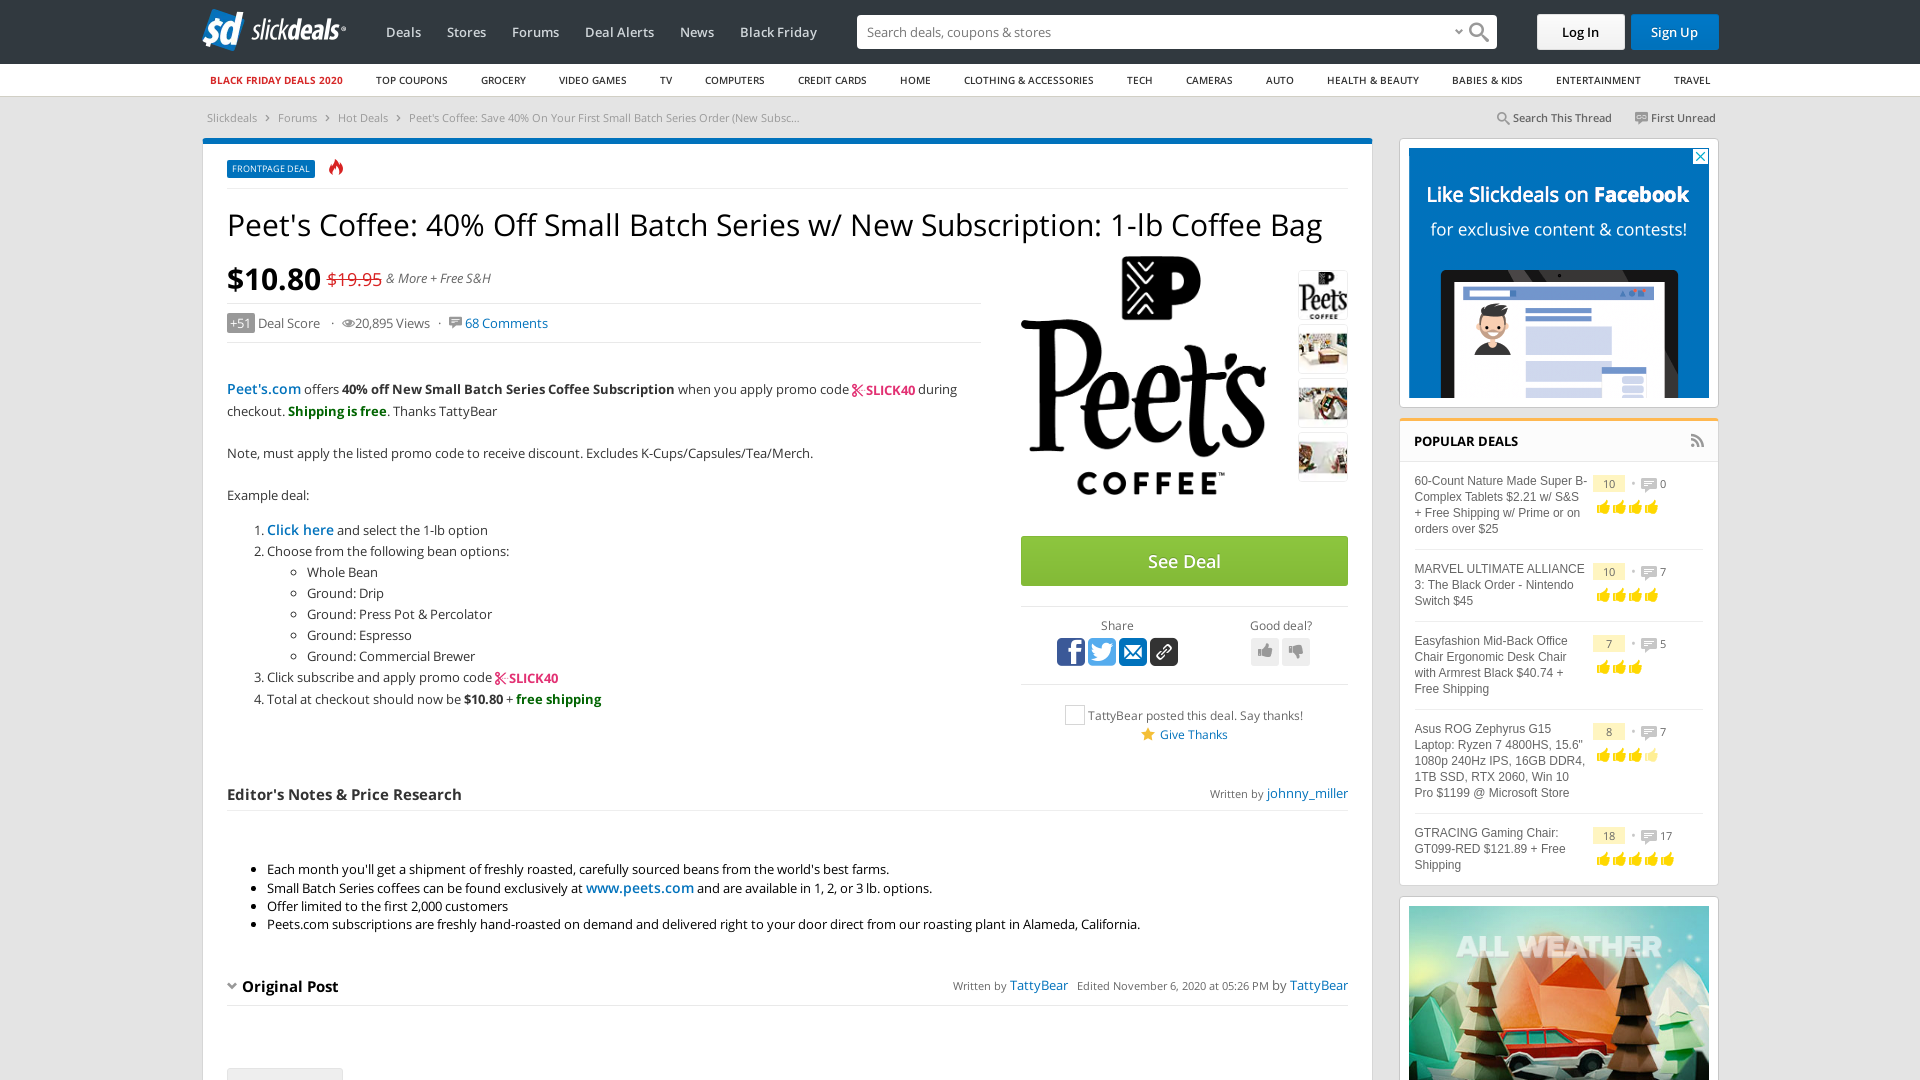 slickdeals
Deals
Stores
Forums
Deal Alerts
News
Black Friday
Search deals, coupons & stores
Log In
Sign Up
BLACK FRIDAY DEALS 2020
TOP COUPONS
GROCERY
VIDEO GAMES
TV
COMPUTERS
CREDIT CARDS
HOME
CLOTHING & ACCESSORIES
TECH
CAMERAS
AUTO
HEALTH & BEAUTY
BABIES & KIDS
ENTERTAINMENT
TRAVEL
Slickdeals › Forums › Hot Deals › Peet's Coffee: Save 40% On Your First Small Batch Series Order (New Subsc...
Search This Thread
First Unread
FRONTPAGE DEAL
Peet's Coffee: 40% Off Small Batch Series w/ New Subscription: 1-lb Coffee Bag
$10.80 $19.95 & More + Free S&H
+51 Deal Score · 20,895 Views · 68 Comments
Peet's.com offers 40% off New Small Batch Series Coffee Subscription when you apply promo code SLICK40 during
checkout. Shipping is free. Thanks TattyBear
Note, must apply the listed promo code to receive discount. Excludes K-Cups/Capsules/Tea/Merch.
Example deal:
1. Click here and select the 1-lb option
2. Choose from the following bean options:
Whole Bean
Ground: Drip
Ground: Press Pot & Percolator
Ground: Espresso
Ground: Commercial Brewer
3. Click subscribe and apply promo code SLICK40
4. Total at checkout should now be $10.80 + free shipping
Peet's
COFFEE™
Peet's
COFFEE
See Deal
Share
Good deal?
TattyBear posted this deal. Say thanks!
Give Thanks
Editor's Notes & Price Research
Written by johnny_miller
Each month you'll get a shipment of freshly roasted, carefully sourced beans from the world's best farms.
Small Batch Series coffees can be found exclusively at www.peets.com and are available in 1, 2, or 3 lb. options.
Offer limited to the first 2,000 customers
Peets.com subscriptions are freshly hand-roasted on demand and delivered right to your door direct from our roasting plant in Alameda, California.
Original Post
Written by TattyBear Edited November 6, 2020 at 05:26 PM by TattyBear
Like Slickdeals on Facebook
for exclusive content & contests!
POPULAR DEALS
60-Count Nature Made Super B-
Complex Tablets $2.21 w/ S&S
+ Free Shipping w/ Prime or on
orders over $25
10 • 0
MARVEL ULTIMATE ALLIANCE
3: The Black Order - Nintendo
Switch $45
10 • 7
Easyfashion Mid-Back Office
Chair Ergonomic Desk Chair
with Armrest Black $40.74 +
Free Shipping
7 • 5
Asus ROG Zephyrus G15
Laptop: Ryzen 7 4800HS, 15.6"
1080p 240Hz IPS, 16GB DDR4,
1TB SSD, RTX 2060, Win 10
Pro $1199 @ Microsoft Store
8 • 7
GTRACING Gaming Chair:
GT099-RED $121.89 + Free
Shipping
18 • 17
ALL WEATHER